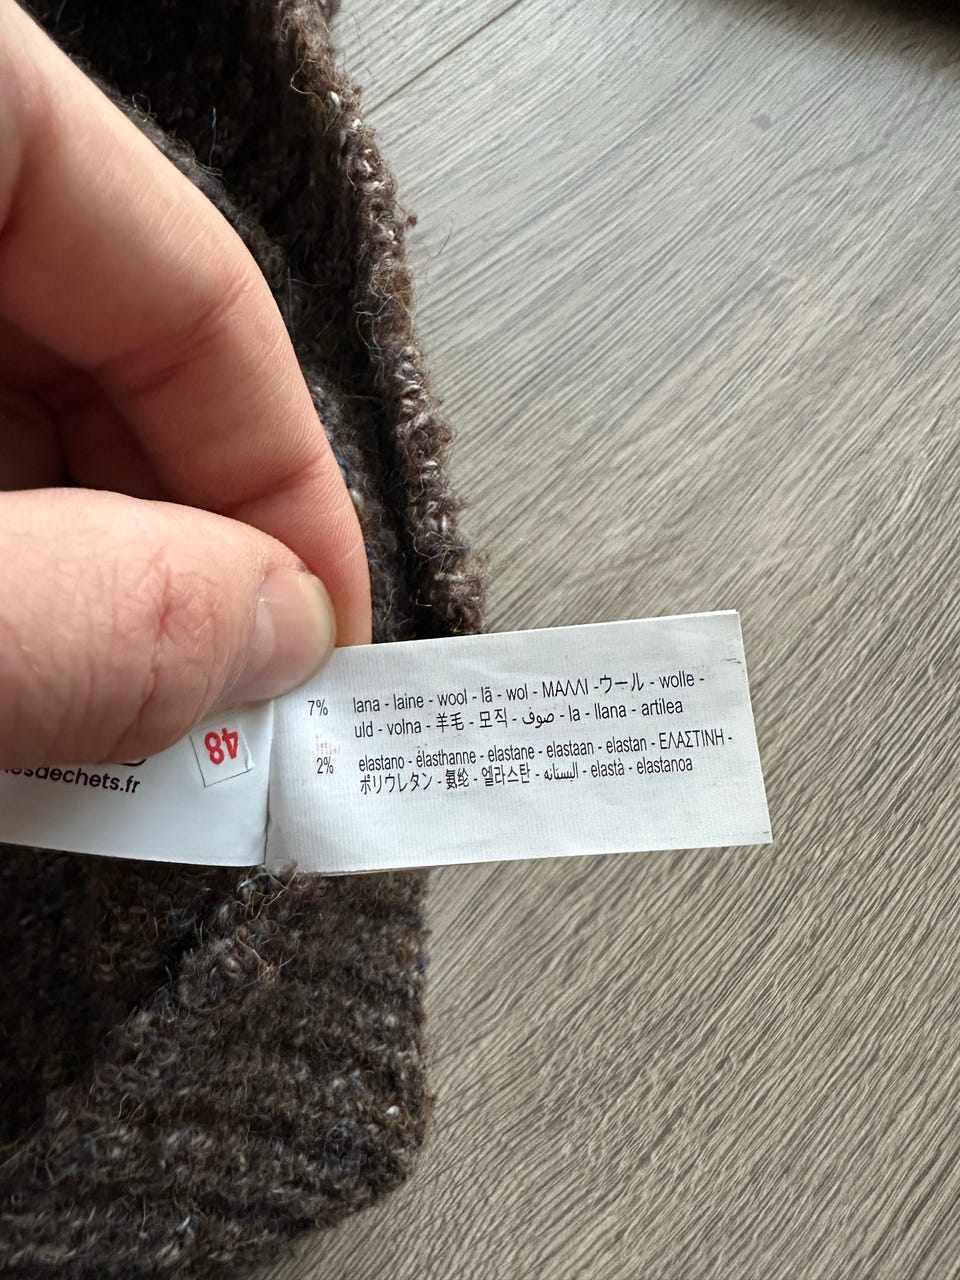 7% lana - laine - wool - lã - wol - ΜΑΛΛΙ -ウール - wolle -
uld - volna - 羊毛 - 모직 - صوف - la - llana - artilea
2% elastano - élasthanne - elastane - elastaan - elastan - ΕΛΑΣΤΙΝΗ -
ポリウレタン - 氨纶 - 엘라스탄 - اليستانه - elastà - elastanoa
48
esdechets.fr